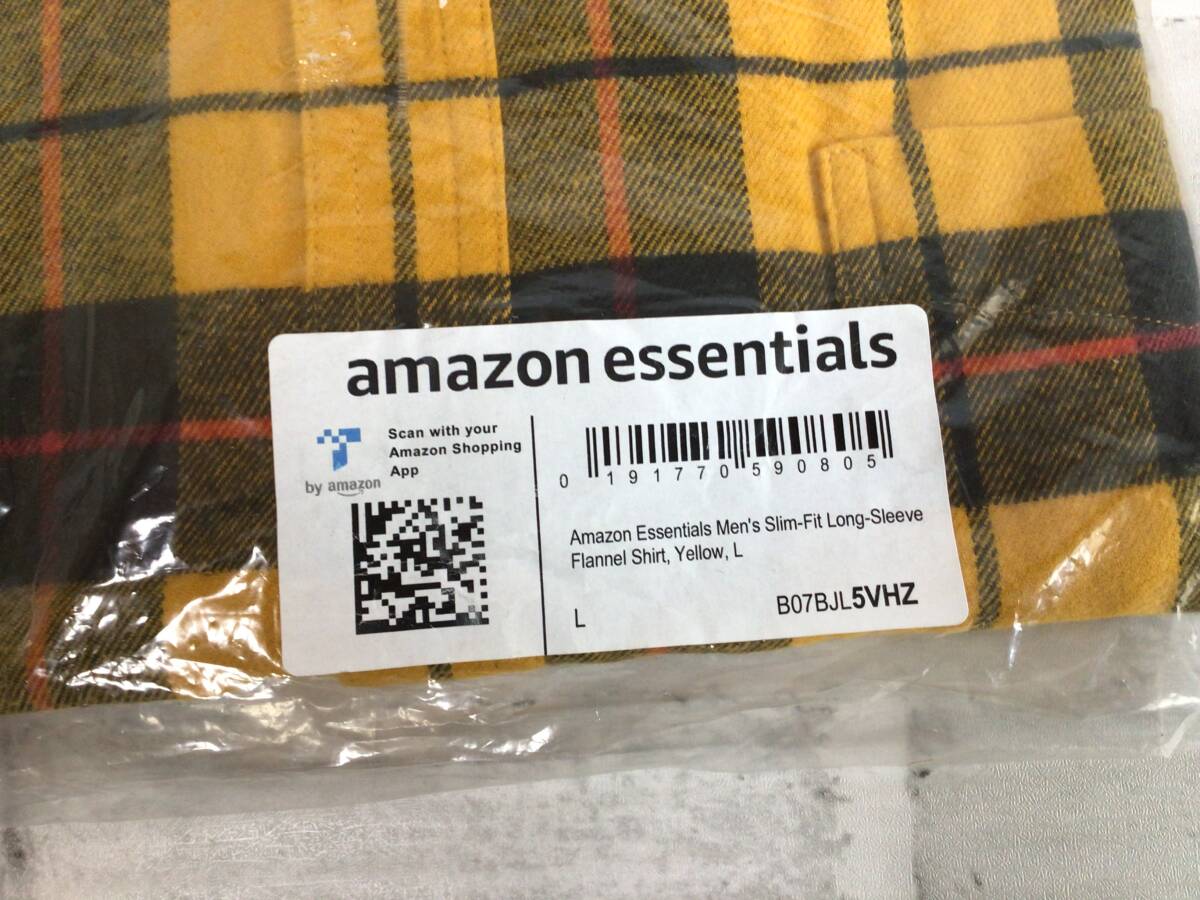 amazon essentials
Scan with your
Amazon Shopping
App
by amazon
0 191770 590805
Amazon Essentials Men's Slim-Fit Long-Sleeve
Flannel Shirt, Yellow, L
L
B07BJL5VHZ